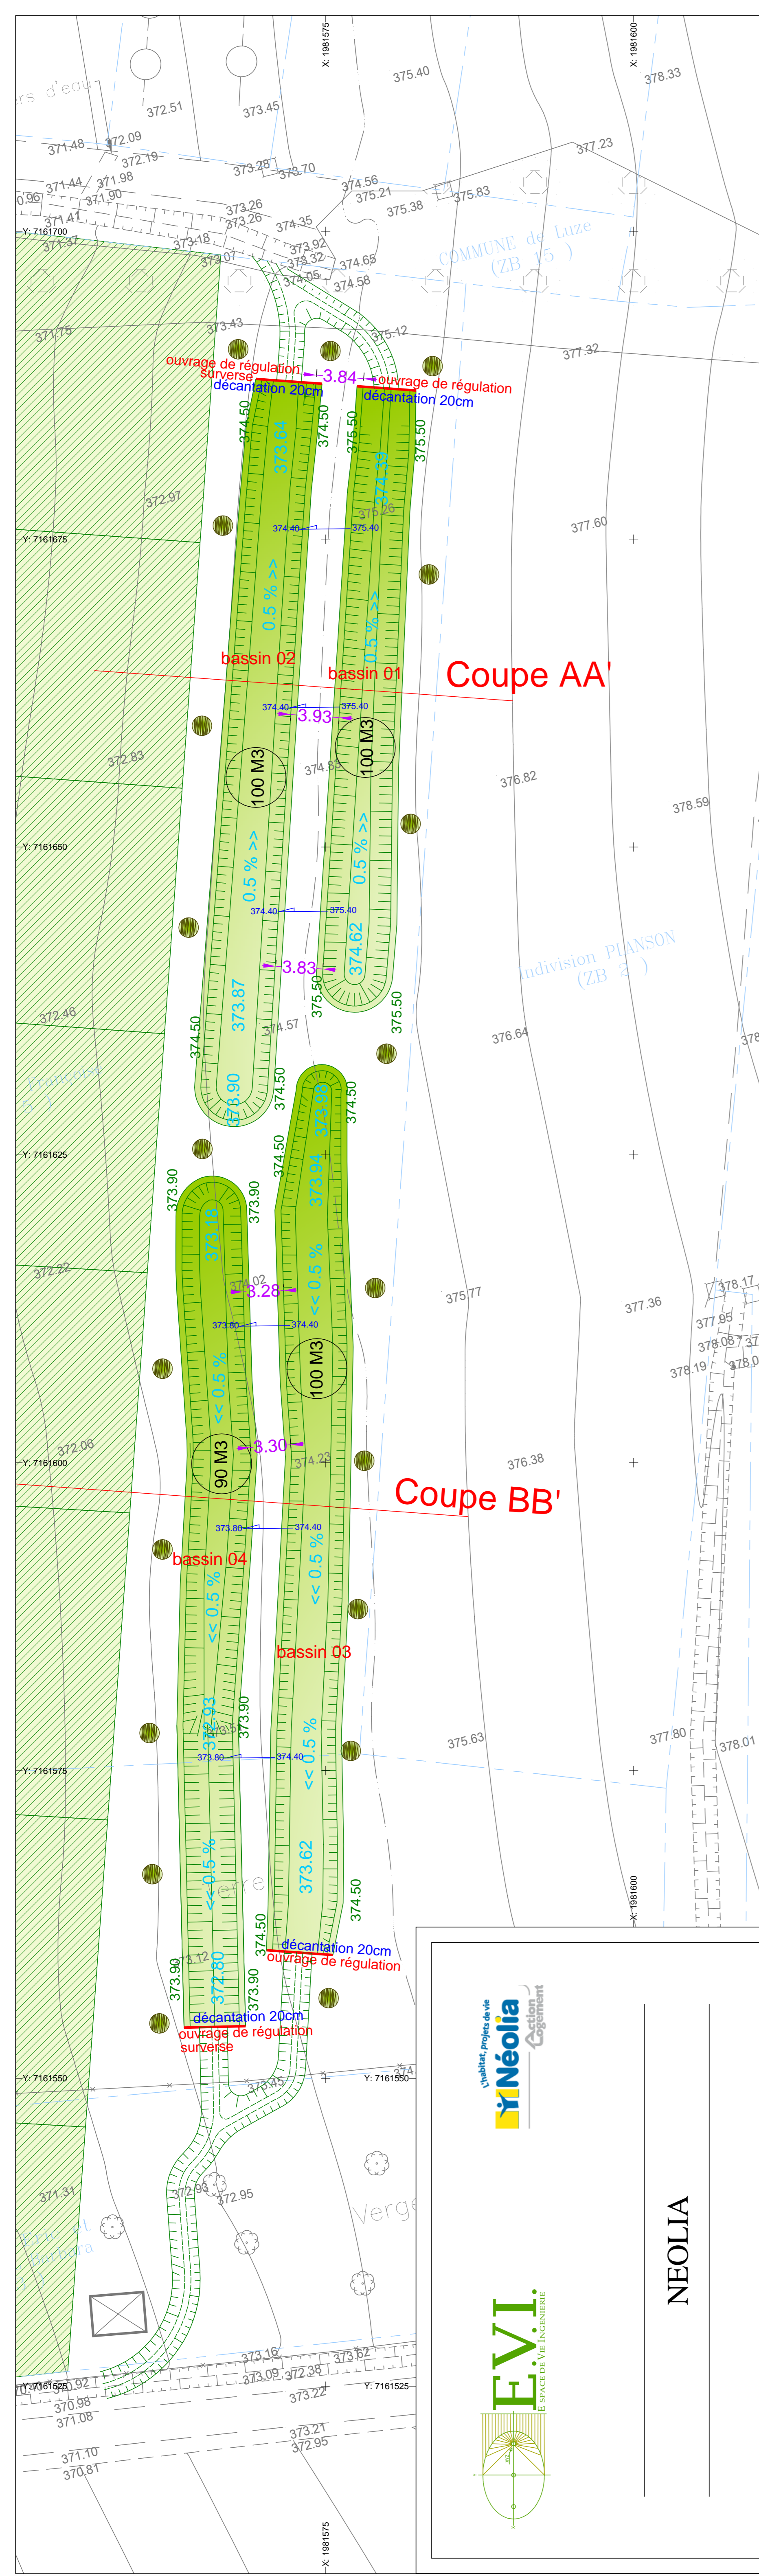 X: 1981575
X: 1981600
375.40
378.33
ers d'eau
372.51
373.45
371.48
372.09
372.19
377.23
373.28
373.70
371.44
371.98
374.56
375.21
375.83
0.96
371.90
373.26
375.38
371.41
373.26
374.35
Y: 7161700
371.37
373.18
373.92
COMMUNE de Luze
(ZB 15 )
373.07
373.32
374.65
374.05
374.58
371.75
373.43
375.12
377.32
ouvrage de régulation
surverse
décantation 20cm
3.84
ouvrage de régulation
décantation 20cm
374.50
373.64
374.50
375.50
374.39
375.50
372.97
375.26
377.60
374.40
375.40
Y: 7161675
0.5 % >>
0.5 % >>
bassin 02
bassin 01
Coupe AA'
374.40
375.40
3.93
100 M3
100 M3
372.83
374.83
376.82
378.59
Y: 7161650
0.5 % >>
0.5 % >>
374.40
375.40
374.62
indivision PLANSON
(ZB 2 )
3.83
373.87
375.50
375.50
372.46
374.50
374.57
376.64
378.
373.90
374.50
373.98
374.50
Y: 7161625
374.50
373.94
373.90
373.18
373.90
372.22
374.02
3.28
<< 0.5 %
375.77
378.17
377.36
377.95
373.80
374.40
378.08
378.19
378.0
<< 0.5 %
100 M3
372.06
90 M3
3.30
374.23
376.38
Y: 7161600
Coupe BB'
373.80
374.40
bassin 04
<< 0.5 %
<< 0.5 %
bassin 03
372.93
373.90
375.63
377.80
378.01
373.80
374.40
Y: 7161575
<< 0.5 %
<< 0.5 %
373.62
374.50
X: 1981600
374.50
décantation 20cm
ouvrage de régulation
373.12
373.90
372.80
373.90
décantation 20cm
ouvrage de régulation
surverse
Y: 7161550
374
Y: 7161550
373.45
372.93
372.95
371.31
Verge
L'habitat, projets de vie
Néolia
Action
Logement
NEOLIA
E.V.I.
ESPACE DE VIE INGENIERIE
373.16
373.62
373.09
372.38
Y: 7161525
370.92
Y: 7161525
370.98
373.22
371.08
373.21
372.95
371.10
370.81
X: 1981575